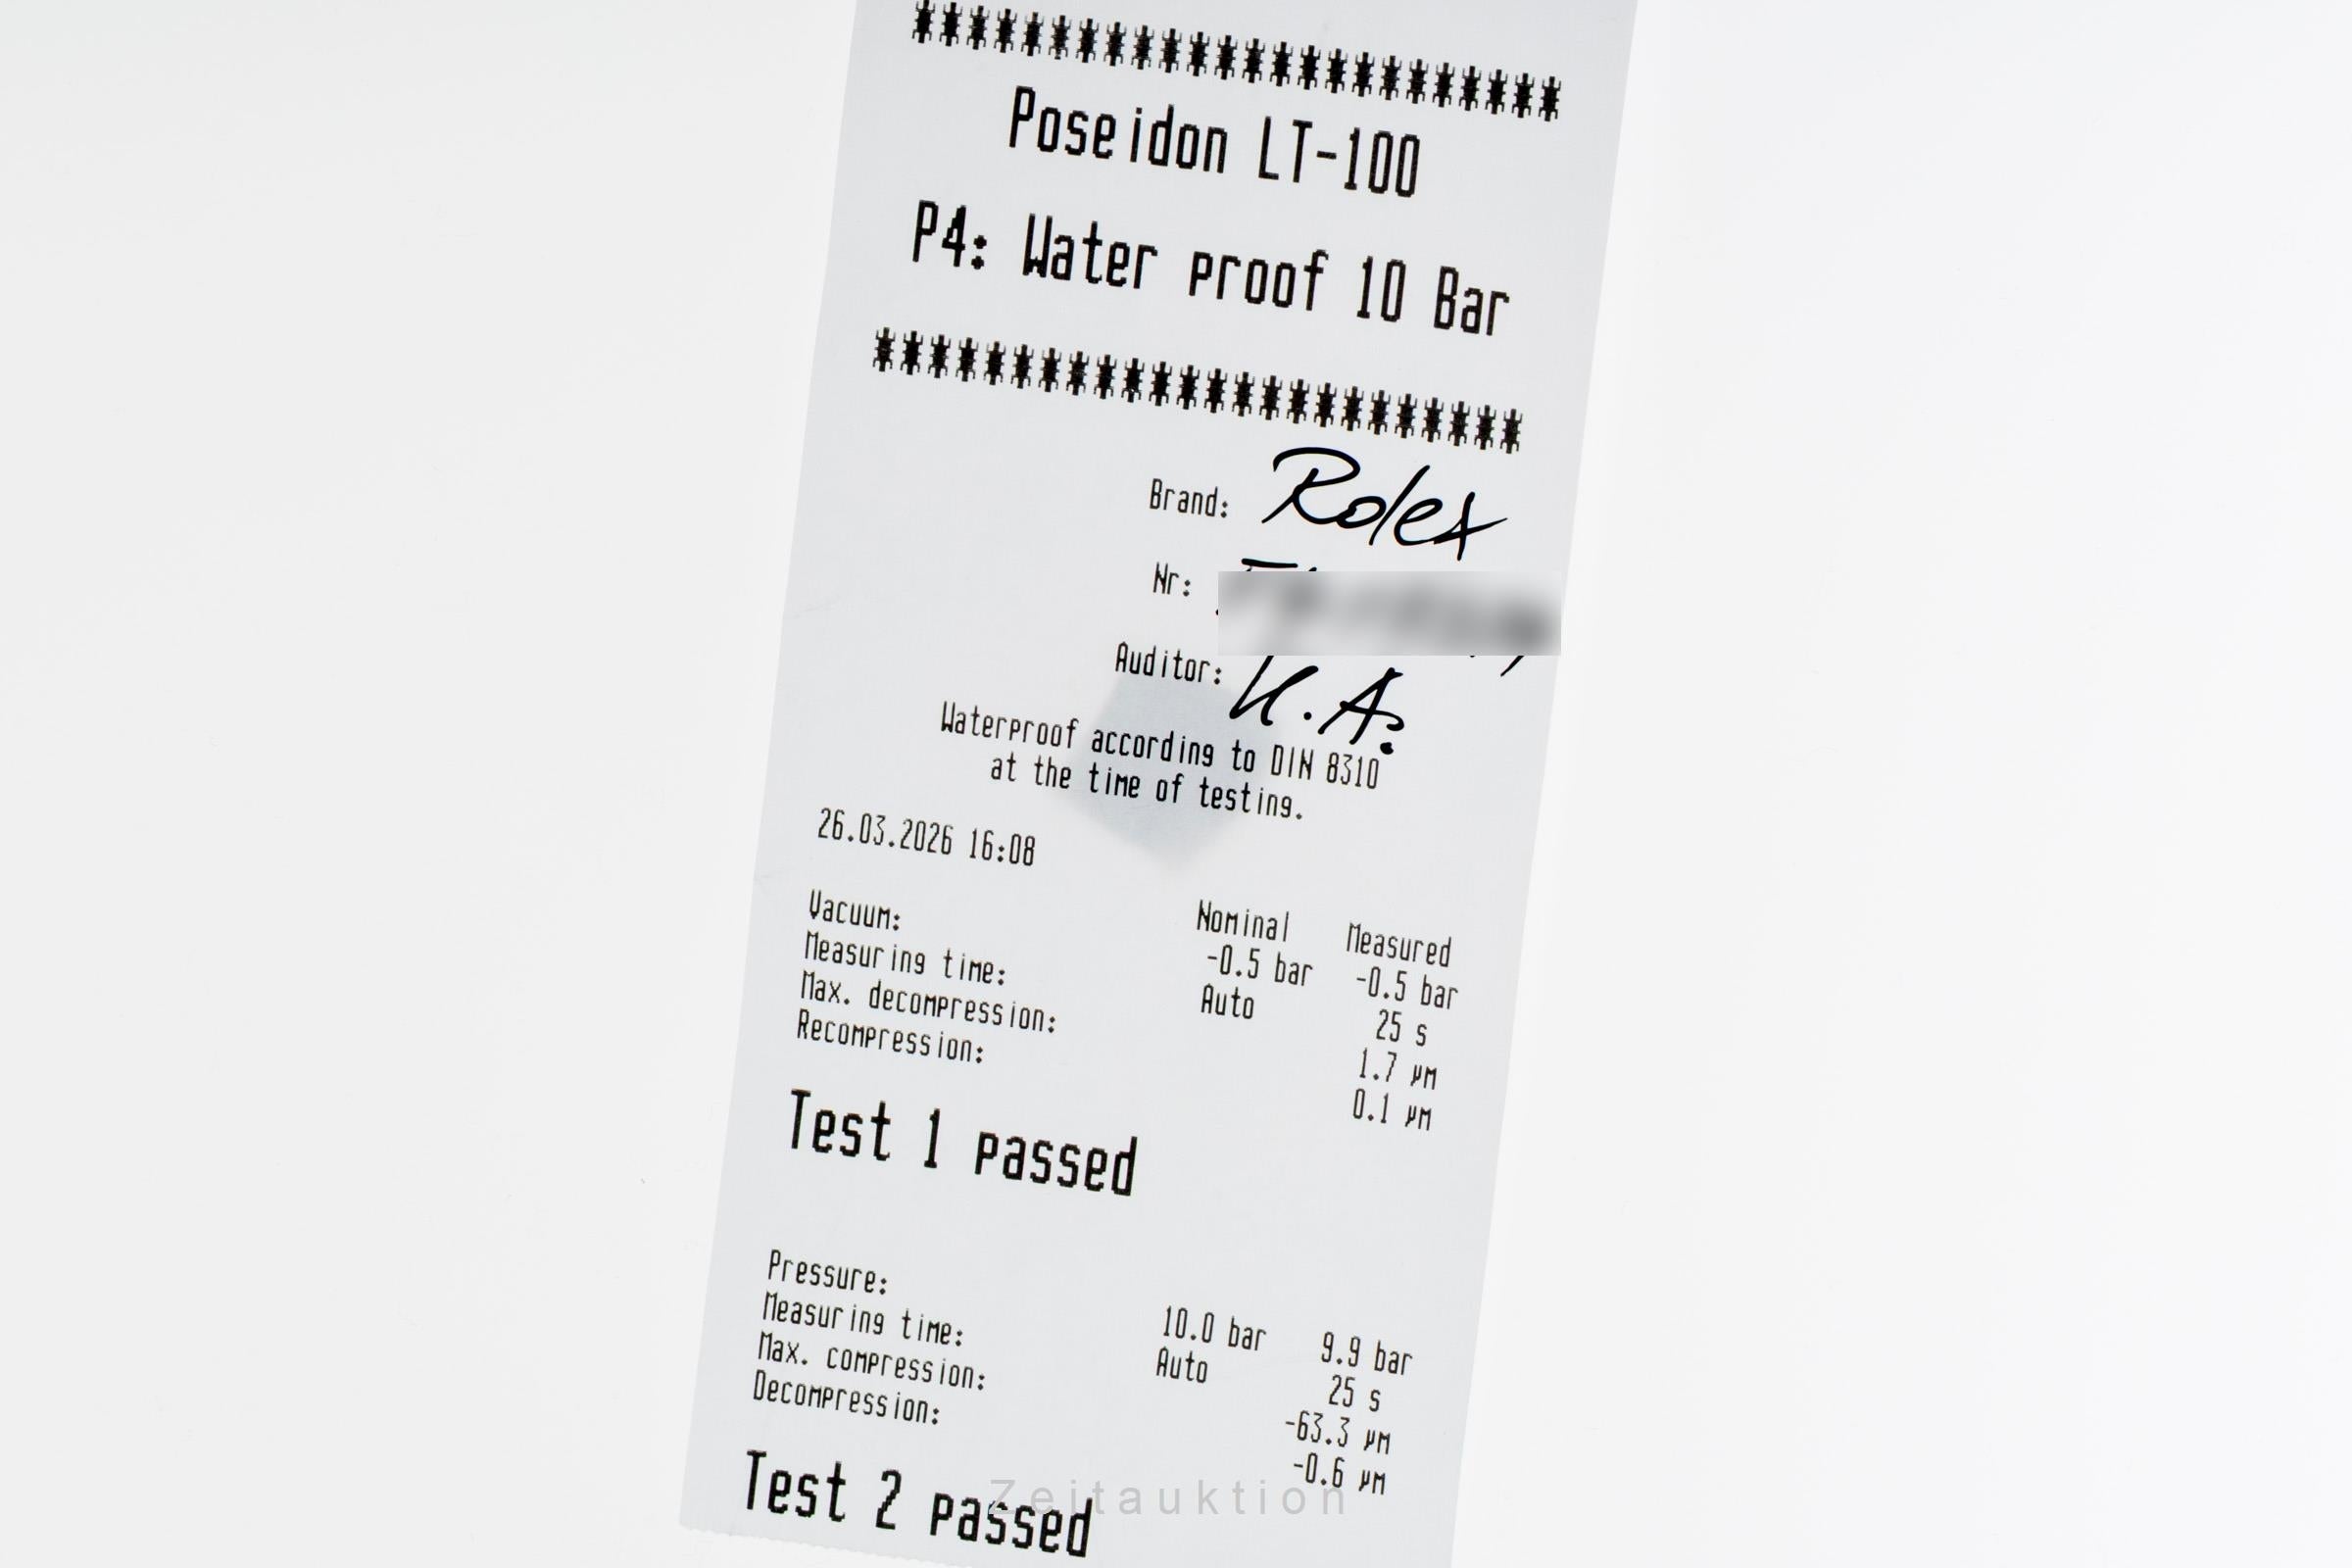 ************************
Poseidon LT-100
P4: Water proof 10 Bar
************************
Brand: Rolex
Nr:
Auditor: K.A.
Waterproof according to DIN 8310
at the time of testing.
26.03.2026 16:08
Nominal Measured
Vacuum: -0.5 bar -0.5 bar
Measuring time: Auto 25 s
Max. decompression: 1.7 µm
Recompression: 0.1 µm
Test 1 passed
Pressure: 10.0 bar 9.9 bar
Measuring time: Auto 25 s
Max. compression: -63.3 µm
Decompression: -0.6 µm
Test 2 passed
Zeitauktion